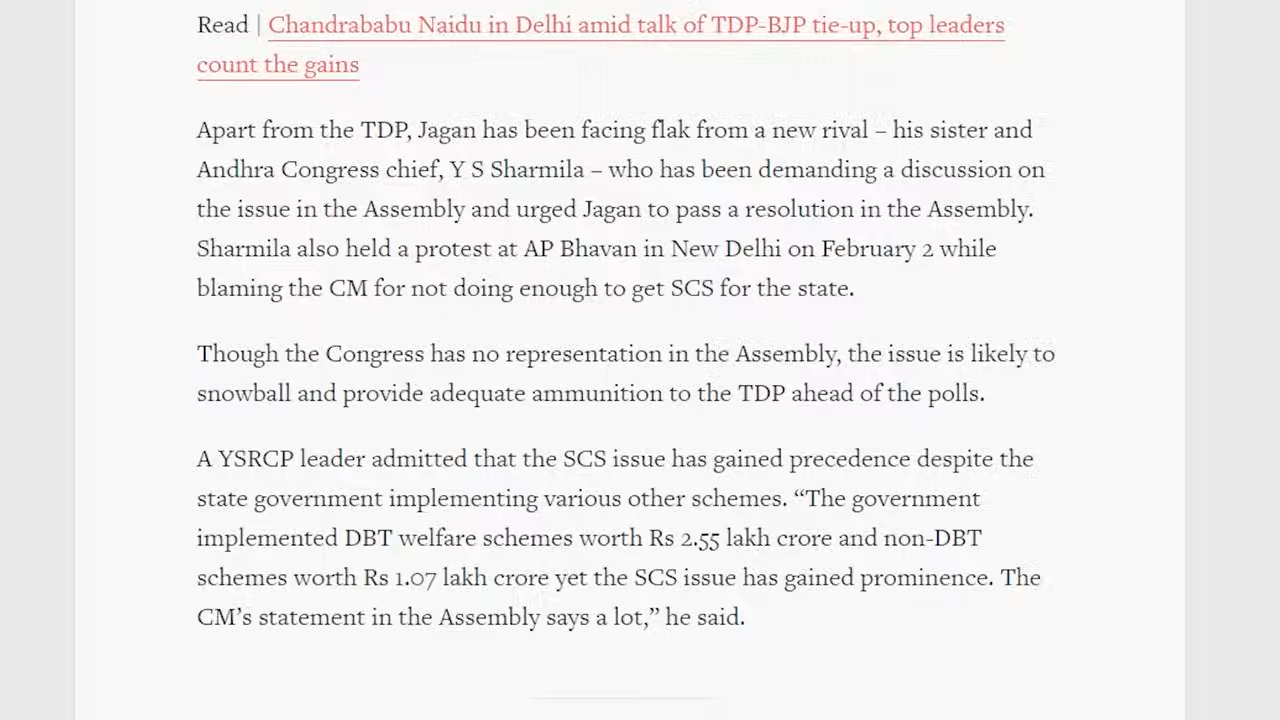 Read | Chandrababu Naidu in Delhi amid talk of TDP-BJP tie-up, top leaders
count the gains
Apart from the TDP, Jagan has been facing flak from a new rival – his sister and
Andhra Congress chief, Y S Sharmila – who has been demanding a discussion on
the issue in the Assembly and urged Jagan to pass a resolution in the Assembly.
Sharmila also held a protest at AP Bhavan in New Delhi on February 2 while
blaming the CM for not doing enough to get SCS for the state.
Though the Congress has no representation in the Assembly, the issue is likely to
snowball and provide adequate ammunition to the TDP ahead of the polls.
A YSRCP leader admitted that the SCS issue has gained precedence despite the
state government implementing various other schemes. “The government
implemented DBT welfare schemes worth Rs 2.55 lakh crore and non-DBT
schemes worth Rs 1.07 lakh crore yet the SCS issue has gained prominence. The
CM’s statement in the Assembly says a lot,” he said.